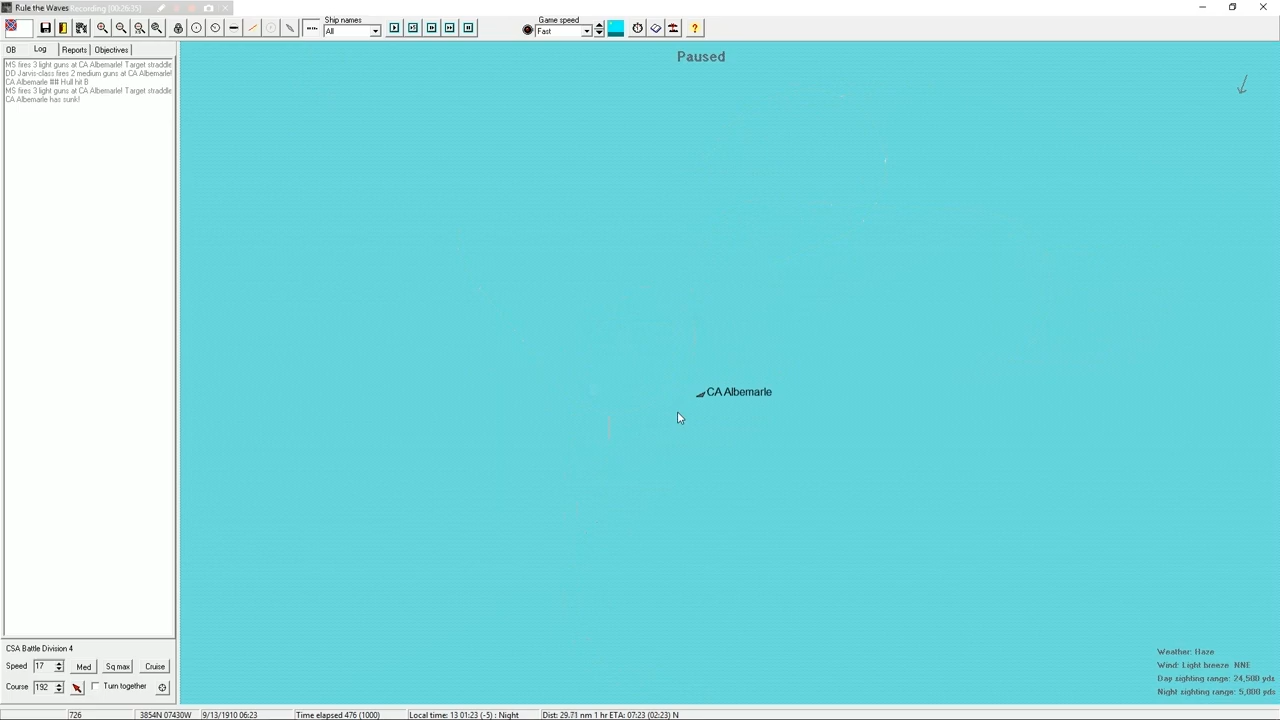 Rule the Waves
Recording [00:26:35]
Ship names
All
Game speed
Fast
OB
Log
Reports
Objectives
Paused
MS fires 3 light guns at CA Albemarle! Target straddle
DD Jarvis-class fires 2 medium guns at CA Albemarle!
CA Albemarle ## Hull hit B
MS fires 3 light guns at CA Albemarle! Target straddle
CA Albemarle has sunk!
CA Albemarle
CSA Battle Division 4
Speed 17 Med Sq max Cruise
Course 192 Turn together
Weather: Haze
Wind: Light breeze NNE
Day sighting range: 24,500 yds
Night sighting range: 5,000 yds
726 3854N 07430W 9/13/1910 06:23 Time elapsed 476 (1000) Local time: 13 01:23 (-5) : Night Dist: 29.71 nm 1 hr ETA: 07:23 (02:23) N